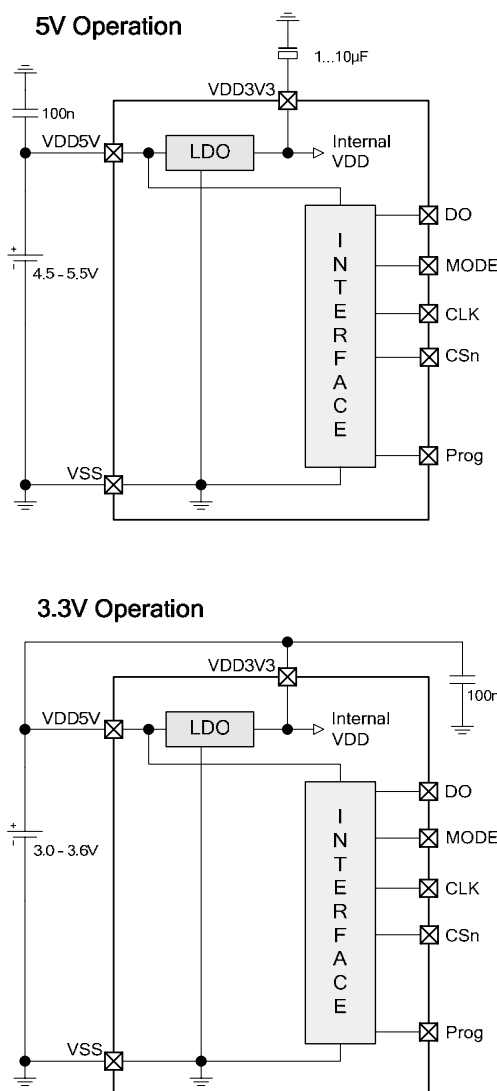 5V Operation
1...10µF
VDD3V3
100n
VDD5V
LDO
Internal
VDD
4.5 - 5.5V
INTERFACE
DO
MODE
CLK
CSn
Prog
VSS
3.3V Operation
VDD3V3
100n
VDD5V
LDO
Internal
VDD
3.0 - 3.6V
INTERFACE
DO
MODE
CLK
CSn
Prog
VSS